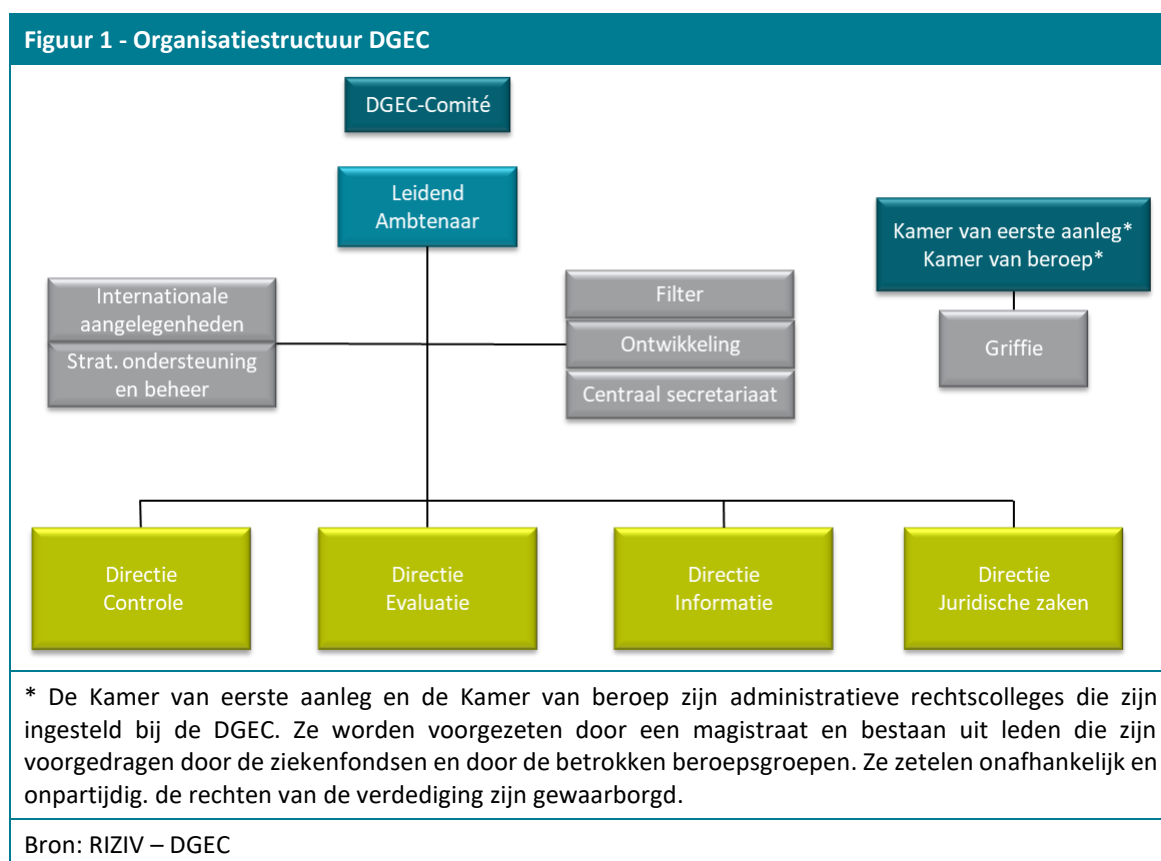 Figuur 1 - Organisatiestructuur DGEC
DGEC-Comité
Leidend
Ambtenaar
Kamer van eerste aanleg*
Kamer van beroep*
Internationale
aangelegenheden
Strat. ondersteuning
en beheer
Filter
Ontwikkeling
Centraal secretariaat
Griffie
Directie
Controle
Directie
Evaluatie
Directie
Informatie
Directie
Juridische zaken
* De Kamer van eerste aanleg en de Kamer van beroep zijn administratieve rechtscolleges die zijn
ingesteld bij de DGEC. Ze worden voorgezeten door een magistraat en bestaan uit leden die zijn
voorgedragen door de ziekenfondsen en door de betrokken beroepsgroepen. Ze zetelen onafhankelijk en
onpartijdig. de rechten van de verdediging zijn gewaarborgd.
Bron: RIZIV – DGEC